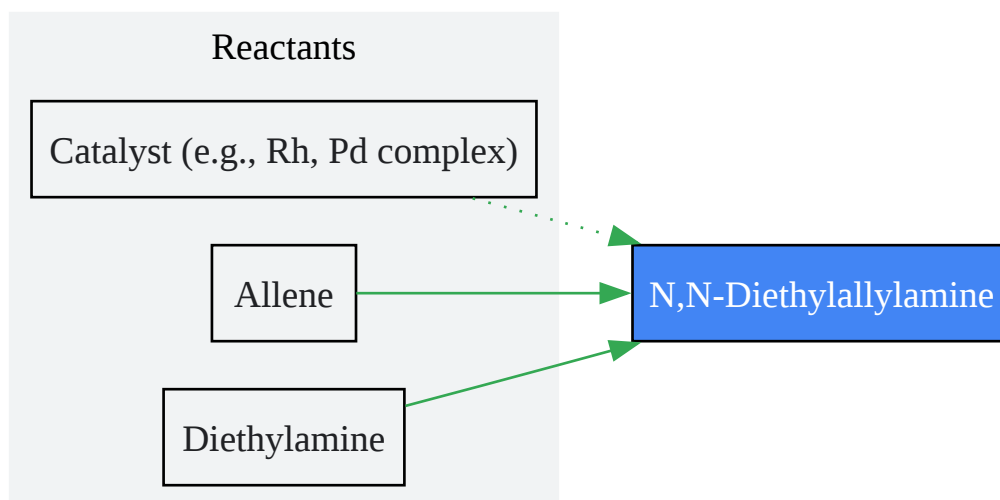 Reactants
Catalyst (e.g., Rh, Pd complex)
Allene
N,N-Diethylallylamine
Diethylamine